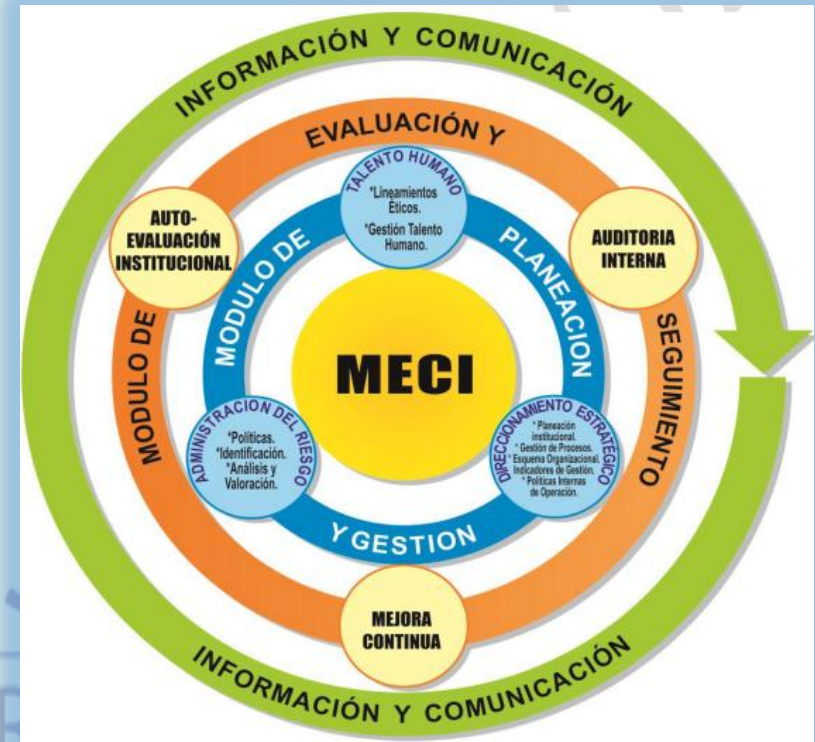 INFORMACIÓN Y COMUNICACIÓN
MODULO DE EVALUACIÓN Y SEGUIMIENTO
AUTO-
EVALUACIÓN
INSTITUCIONAL
AUDITORIA
INTERNA
MEJORA
CONTINUA
MODULO DE PLANEACION Y GESTION
TALENTO HUMANO
*Lineamientos
Éticos.
*Gestión Talento
Humano.
MECI
ADMINISTRACION DEL RIESGO
*Políticas.
*Identificación.
*Análisis y
Valoración.
DIRECCIONAMIENTO ESTRATÉGICO
* Planeación
institucional.
* Gestión de Procesos.
* Esquema Organizacional.
Indicadores de Gestión.
* Políticas Internas
de Operación.
INFORMACIÓN Y COMUNICACIÓN